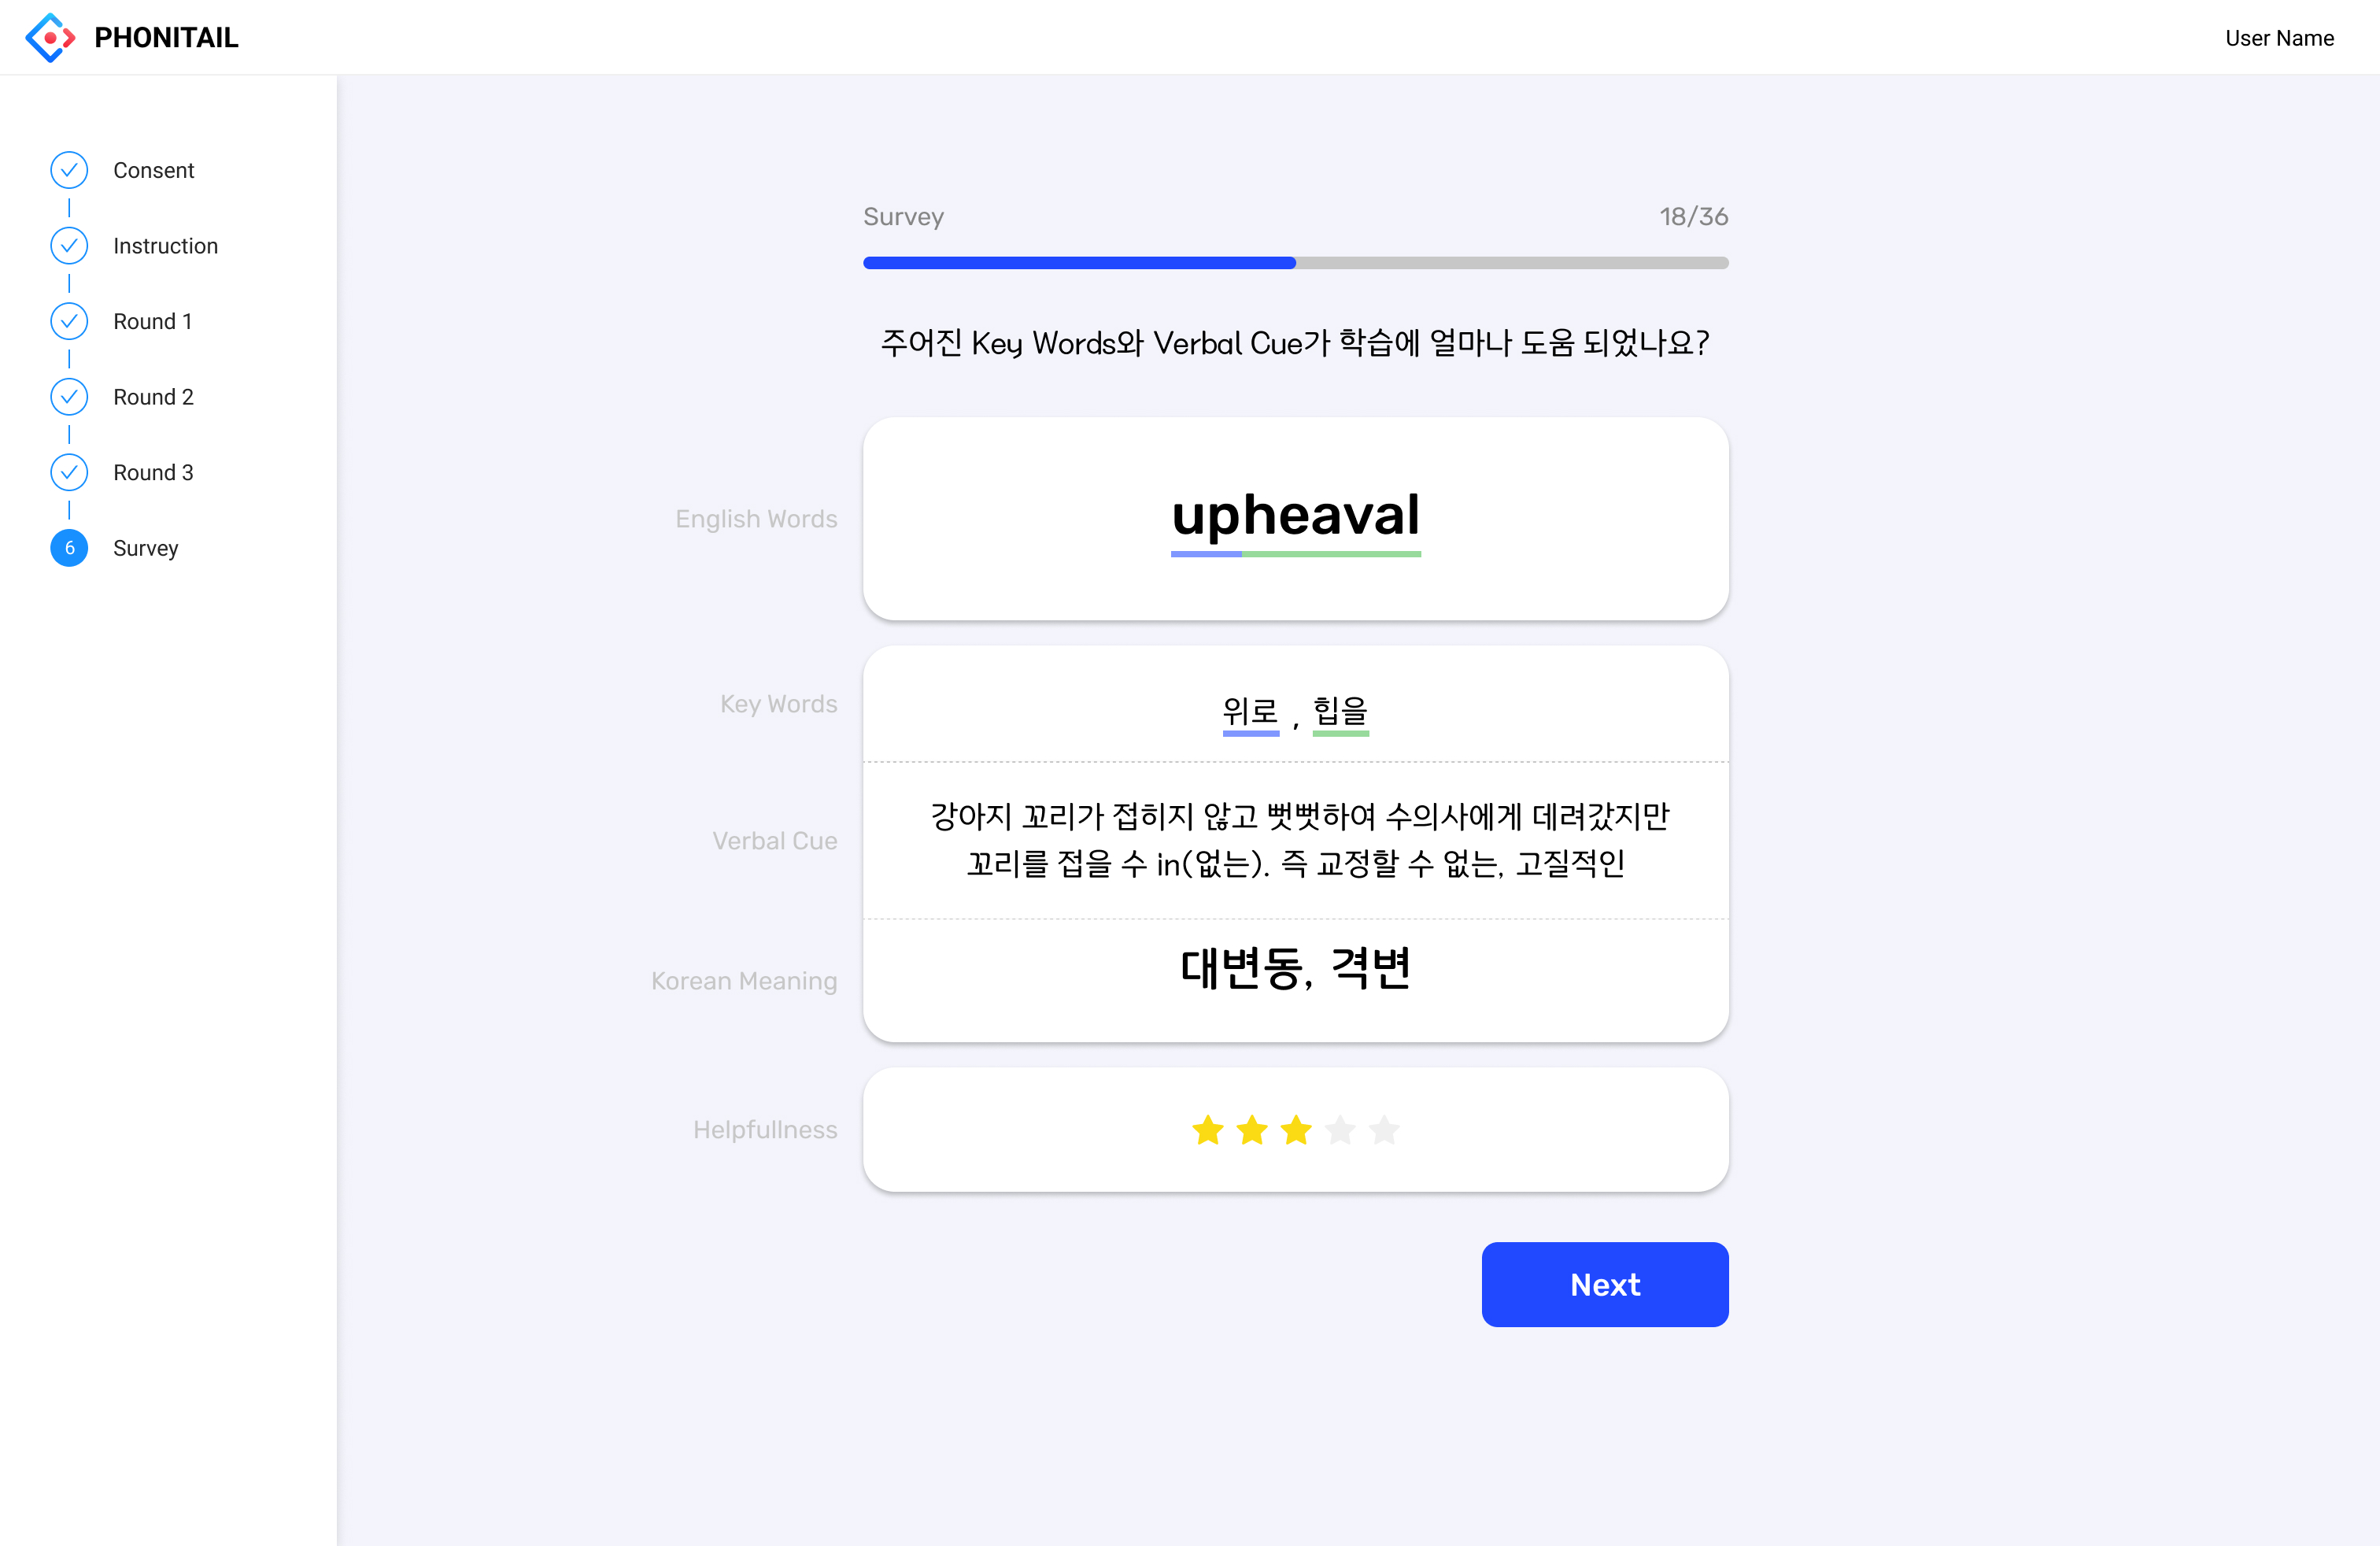 PHONITAIL
User Name
Consent
Instruction
Round 1
Round 2
Round 3
6 Survey
Survey 18/36
주어진 Key Words와 Verbal Cue가 학습에 얼마나 도움 되었나요?
English Words
upheaval
Key Words
위로 , 힙을
Verbal Cue
강아지 꼬리가 접히지 않고 뻣뻣하여 수의사에게 데려갔지만
꼬리를 접을 수 in(없는). 즉 교정할 수 없는, 고질적인
Korean Meaning
대변동, 격변
Helpfullness
Next